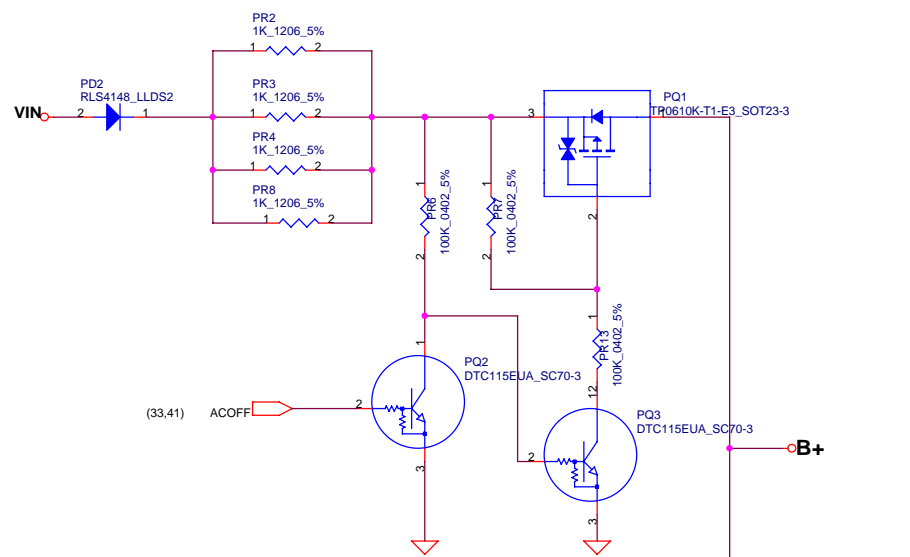 PR2
1K_1206_5%
1 2
PD2
RLS4148_LLDS2
VIN
2 1
PR3
1K_1206_5%
1 2
PR4
1K_1206_5%
1 2
PR8
1K_1206_5%
1 2
3
PQ1
TP0610K-T1-E3_SOT23-3
1
2
1
PR6
100K_0402_5%
2
1
PR7
100K_0402_5%
2
1
PR13
100K_0402_5%
2
1
PQ2
DTC115EUA_SC70-3
(33,41)
ACOFF
2
3
1
PQ3
DTC115EUA_SC70-3
2
3
B+